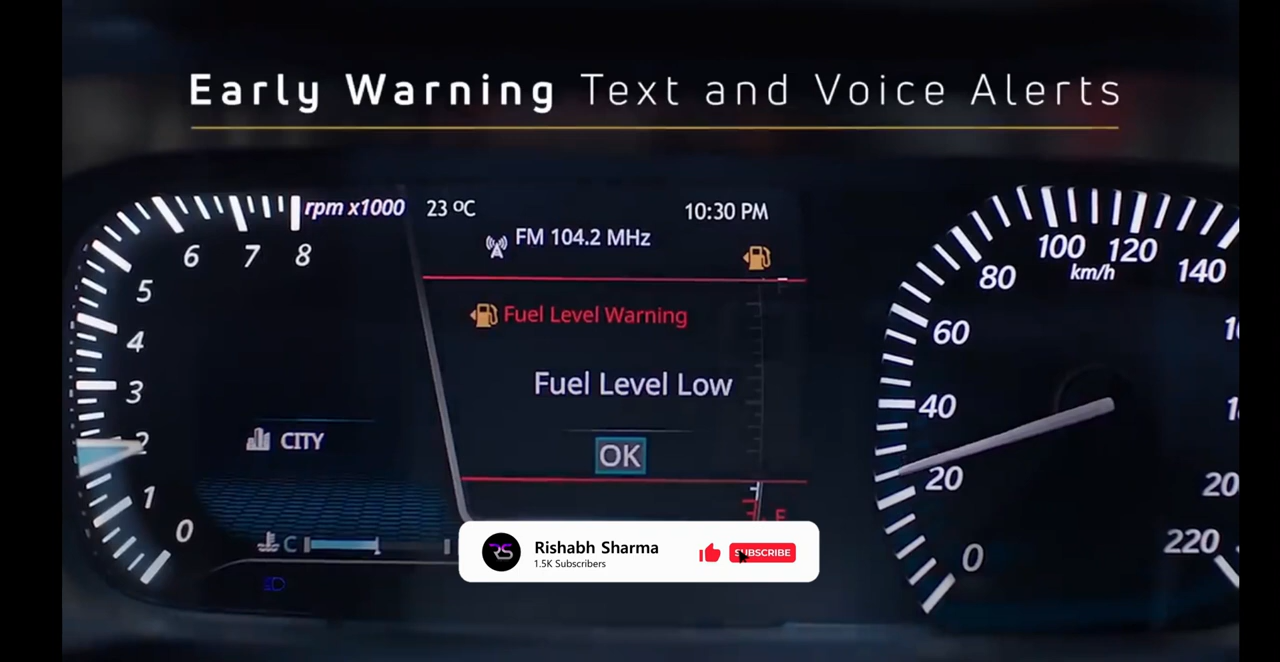 Early Warning Text and Voice Alerts
rpm x1000
23 ºC
10:30 PM
FM 104.2 MHz
Fuel Level Warning
Fuel Level Low
OK
CITY
C
E
0
1
2
3
4
5
6
7
8
0
20
40
60
80
100
120
140
km/h
20
220
RS
Rishabh Sharma
1.5K Subscribers
SUBSCRIBE